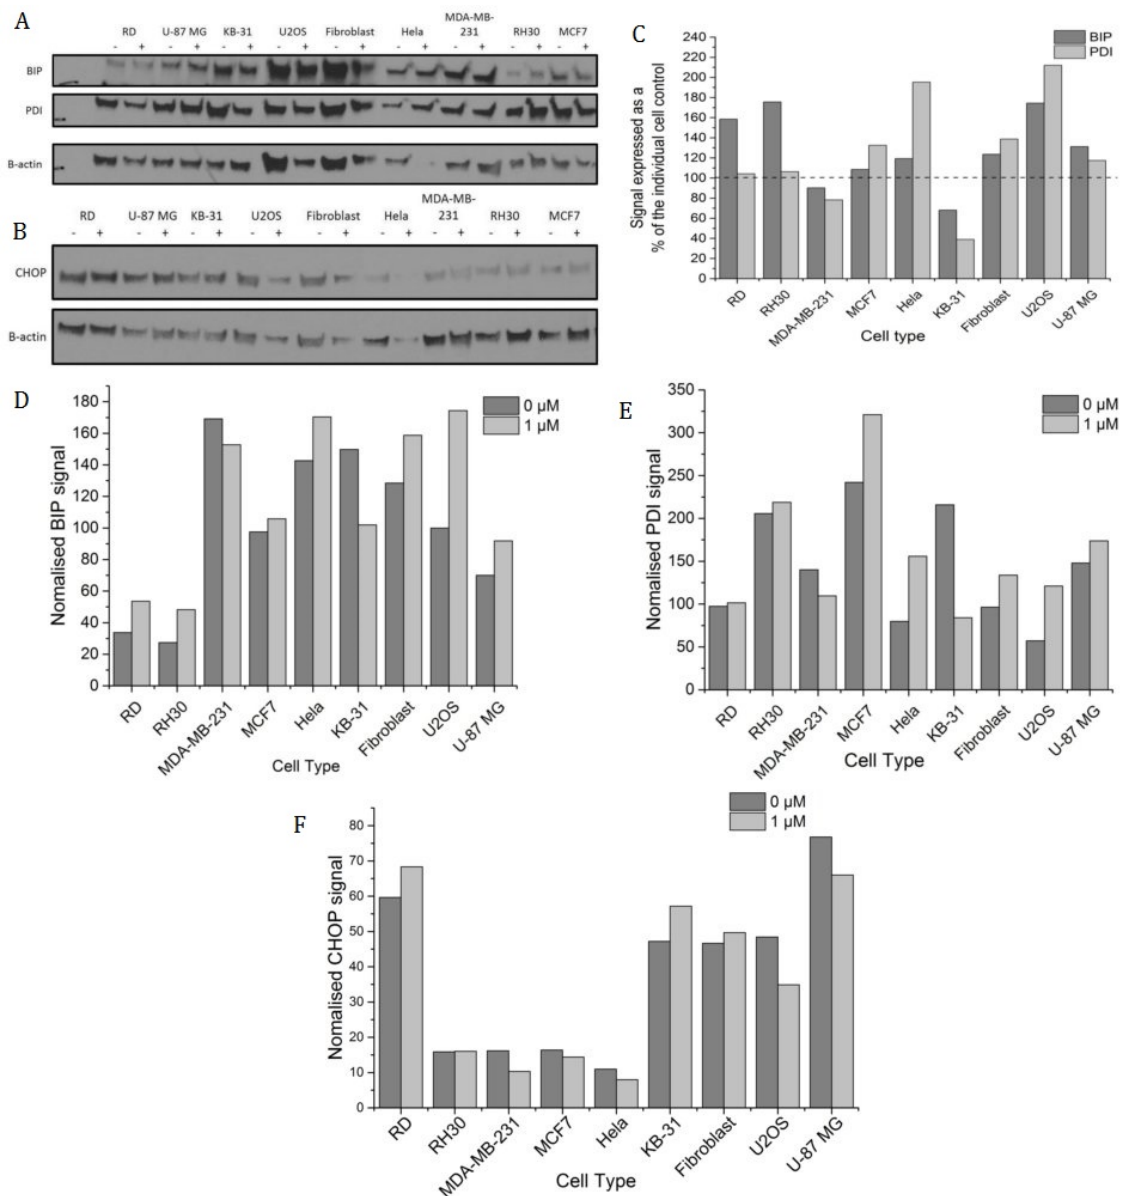 A
RD U-87 MG KB-31 U2OS Fibroblast Hela MDA-MB-231 RH30 MCF7
- + - + - + - + - + - + - + - + - +
BIP
PDI
B-actin
B
RD U-87 MG KB-31 U2OS Fibroblast Hela MDA-MB-231 RH30 MCF7
- + - + - + - + - + - + - + - + - +
CHOP
B-actin
C
BIP
PDI
Signal expressed as a
% of the individual cell control
240
220
200
180
160
140
120
100
80
60
40
20
0
RD RH30 MDA-MB-231 MCF7 Hela KB-31 Fibroblast U2OS U-87 MG
Cell type
D
0 µM
1 µM
Nomalised BIP signal
180
160
140
120
100
80
60
40
20
0
RD RH30 MDA-MB-231 MCF7 Hela KB-31 Fibroblast U2OS U-87 MG
Cell Type
E
0 µM
1 µM
Nomalised PDI signal
350
300
250
200
150
100
50
0
RD RH30 MDA-MB-231 MCF7 Hela KB-31 Fibroblast U2OS U-87 MG
Cell Type
F
0 µM
1 µM
Nomalised CHOP signal
80
70
60
50
40
30
20
10
0
RD RH30 MDA-MB-231 MCF7 Hela KB-31 Fibroblast U2OS U-87 MG
Cell Type